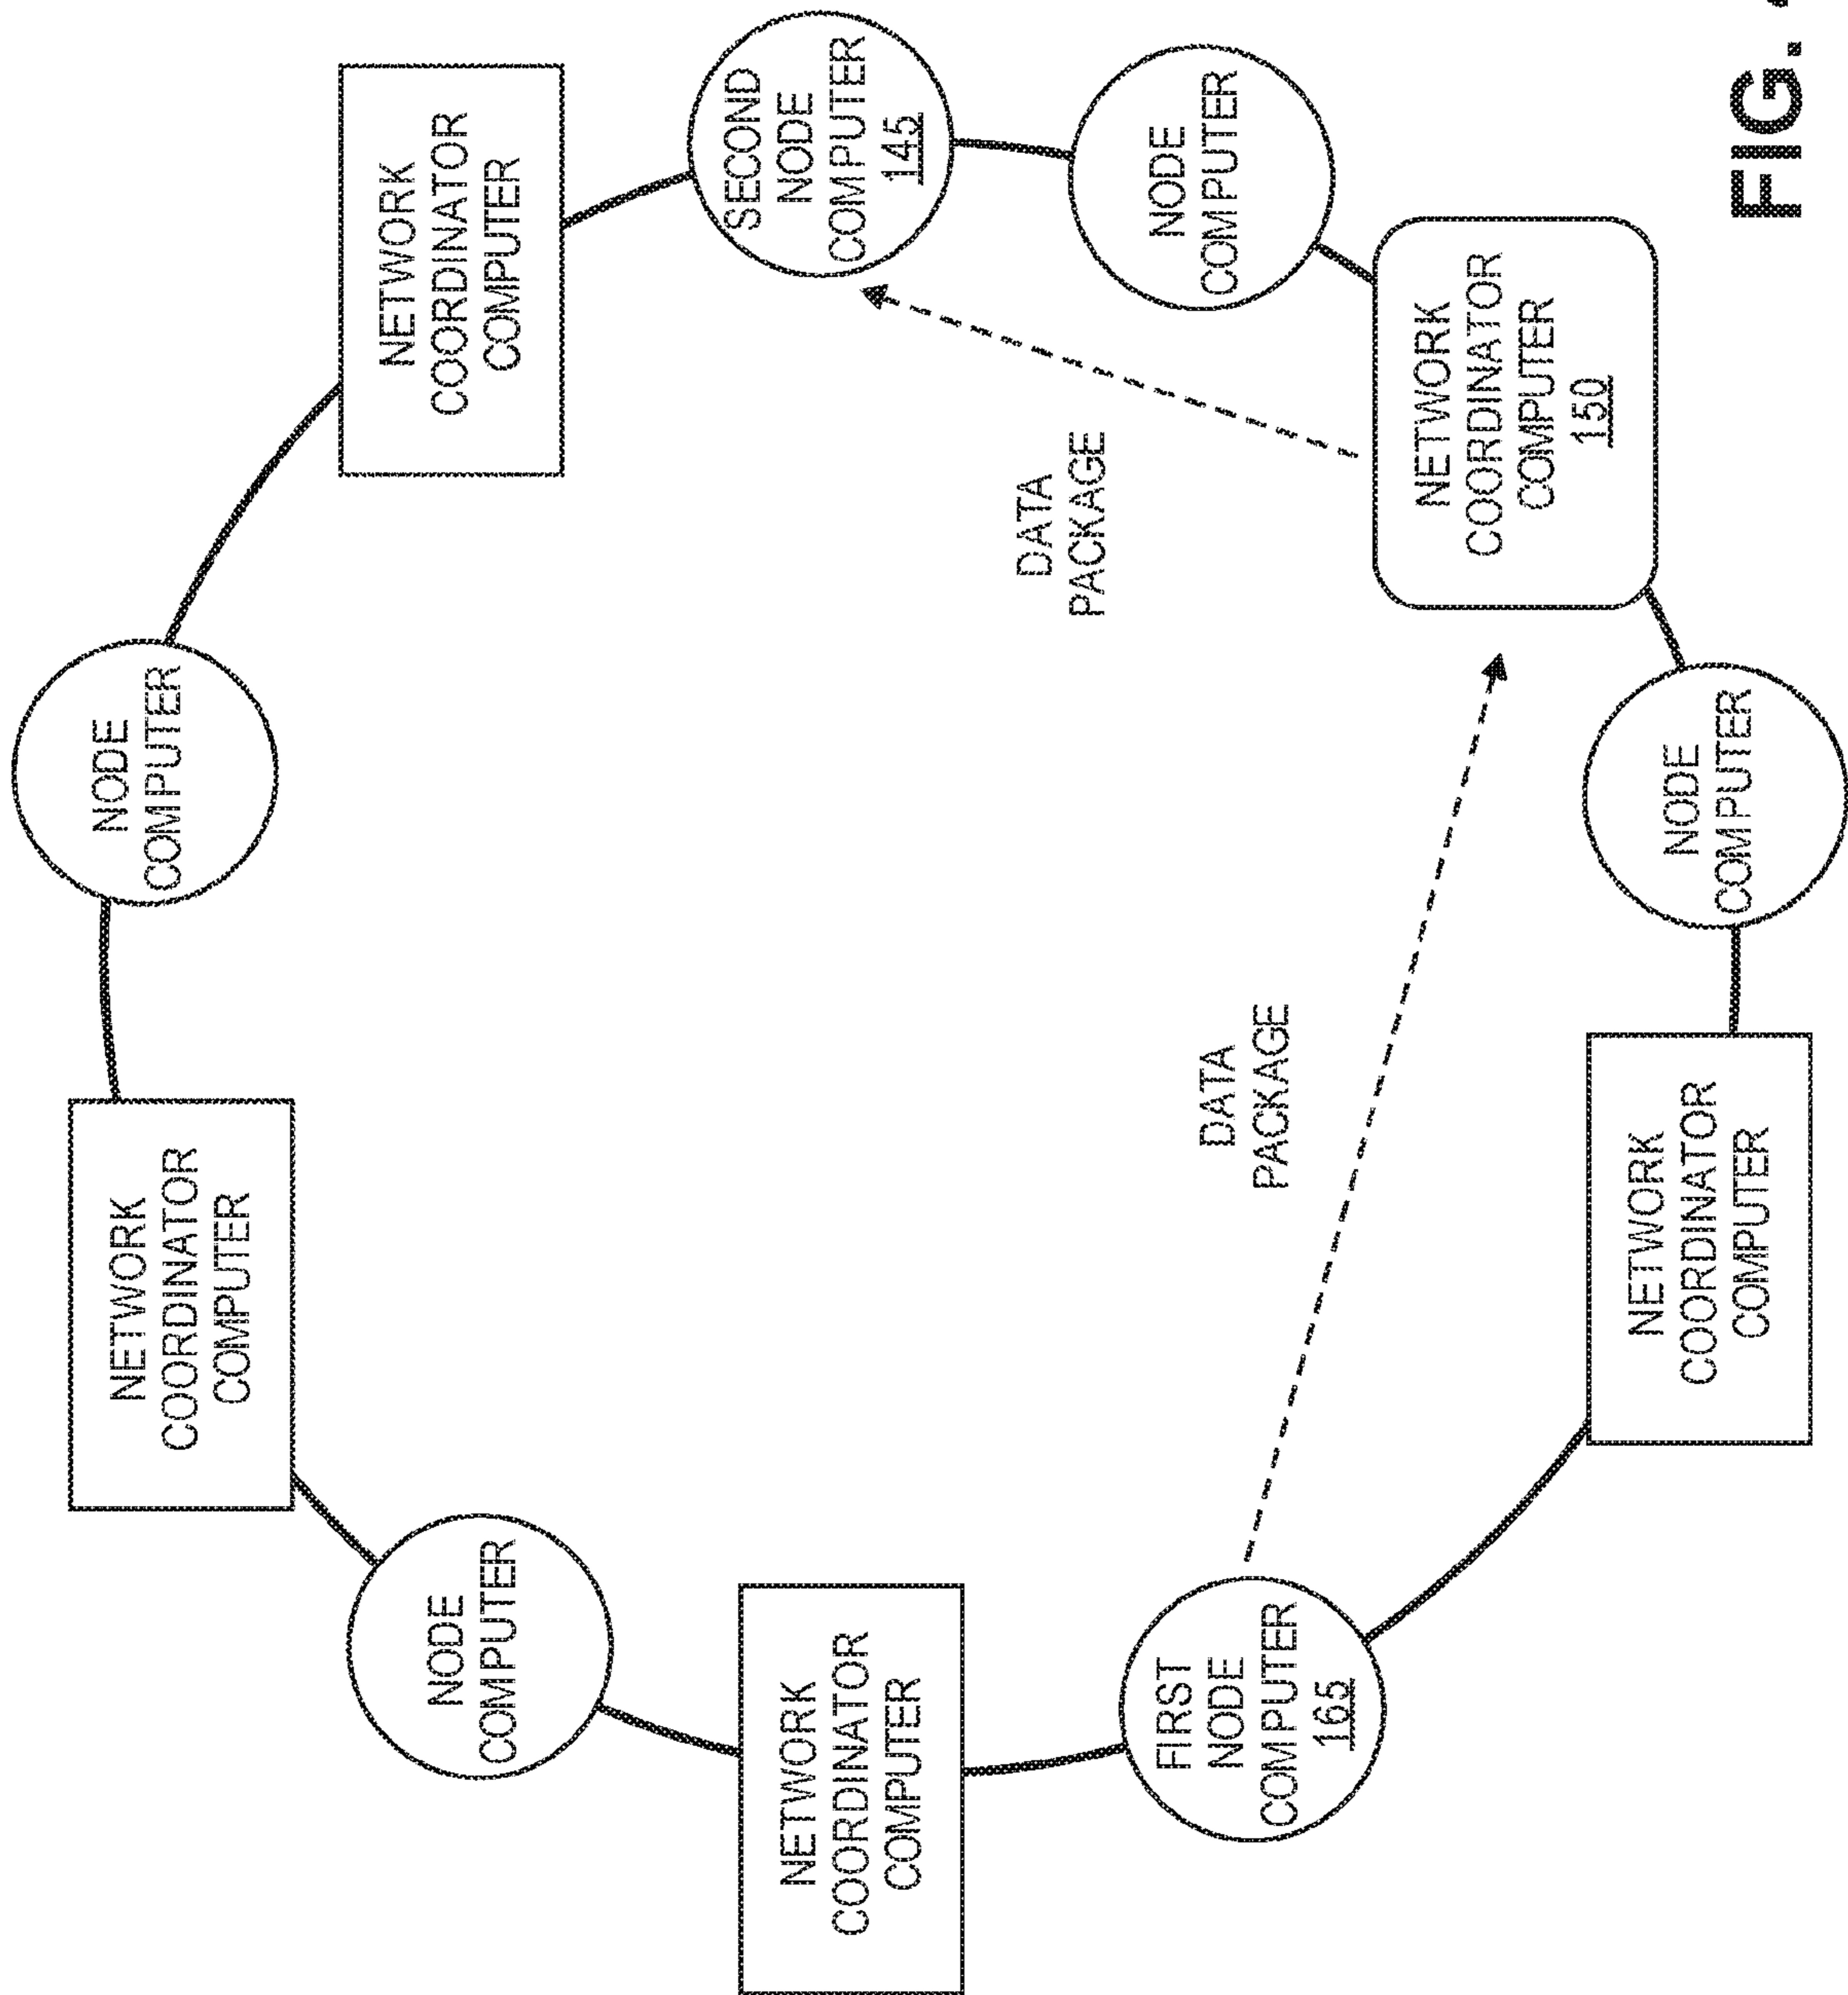 NODE
COMPUTER
NETWORK
COORDINATOR
COMPUTER
NETWORK
COORDINATOR
COMPUTER
NODE
COMPUTER
SECOND
NODE
COMPUTER
145
NETWORK
COORDINATOR
COMPUTER
DATA
PACKAGE
NODE
COMPUTER
FIRST
NODE
COMPUTER
165
DATA
PACKAGE
NETWORK
COORDINATOR
COMPUTER
150
NETWORK
COORDINATOR
COMPUTER
NODE
COMPUTER
FIG.